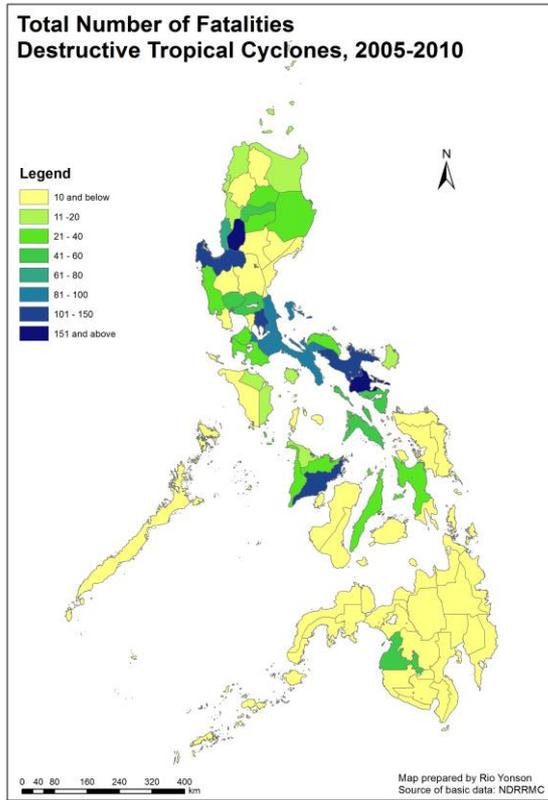 Total Number of Fatalities
Destructive Tropical Cyclones, 2005-2010
N
Legend
10 and below
11 -20
21 - 40
41 - 60
61 - 80
81 - 100
101 - 150
151 and above
0 40 80 160 240 320 400
km
Map prepared by Rio Yonson
Source of basic data: NDRRMC